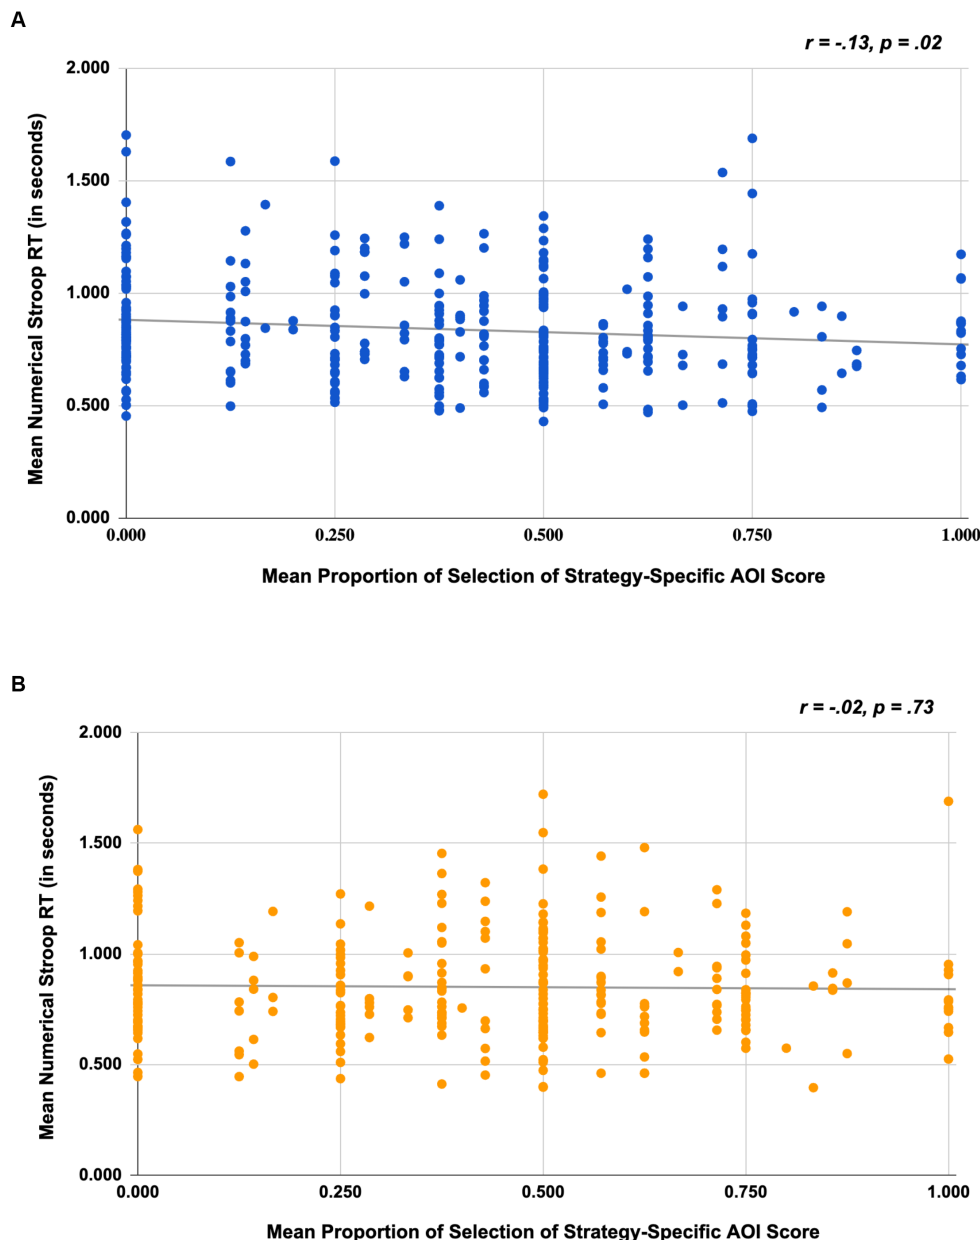 A
r = -.13, p = .02
2.000
1.500
1.000
0.500
0.000
Mean Numerical Stroop RT (in seconds)
0.000 0.250 0.500 0.750 1.000
Mean Proportion of Selection of Strategy-Specific AOI Score
B
r = -.02, p = .73
2.000
1.500
1.000
0.500
0.000
Mean Numerical Stroop RT (in seconds)
0.000 0.250 0.500 0.750 1.000
Mean Proportion of Selection of Strategy-Specific AOI Score